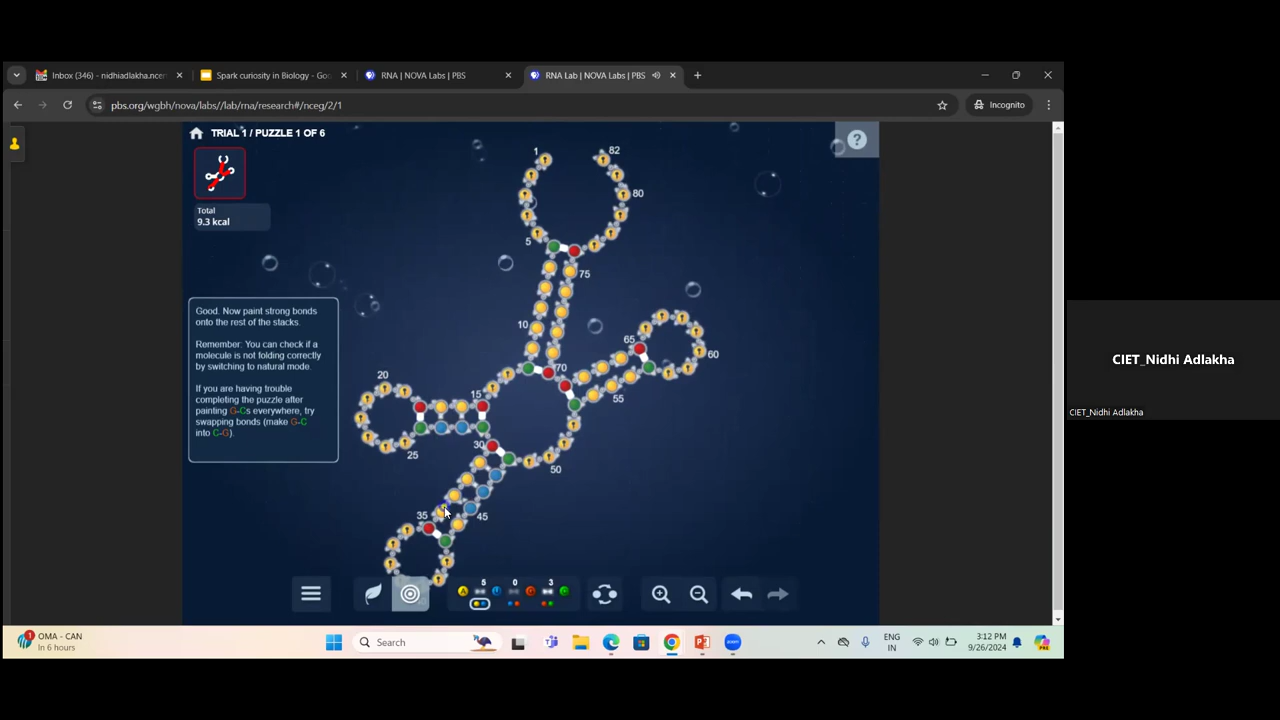 Inbox (346) - nidhiadlakha.ncer
Spark curiosity in Biology - Goo
RNA | NOVA Labs | PBS
RNA Lab | NOVA Labs | PBS
pbs.org/wgbh/nova/labs//lab/rna/research#/nceg/2/1
Incognito
TRIAL 1 / PUZZLE 1 OF 6
?
Total
9.3 kcal
1
82
80
5
75
10
65
60
70
20
15
55
25
30
50
35
45
Good. Now paint strong bonds
onto the rest of the stacks.
Remember: You can check if a
molecule is not folding correctly
by switching to natural mode.
If you are having trouble
completing the puzzle after
painting G-Cs everywhere, try
swapping bonds (make G-C
into C-G).
5 0 3
A U G C
CIET_Nidhi Adlakha
CIET_Nidhi Adlakha
1
OMA - CAN
In 6 hours
Search
ENG
IN
3:12 PM
9/26/2024